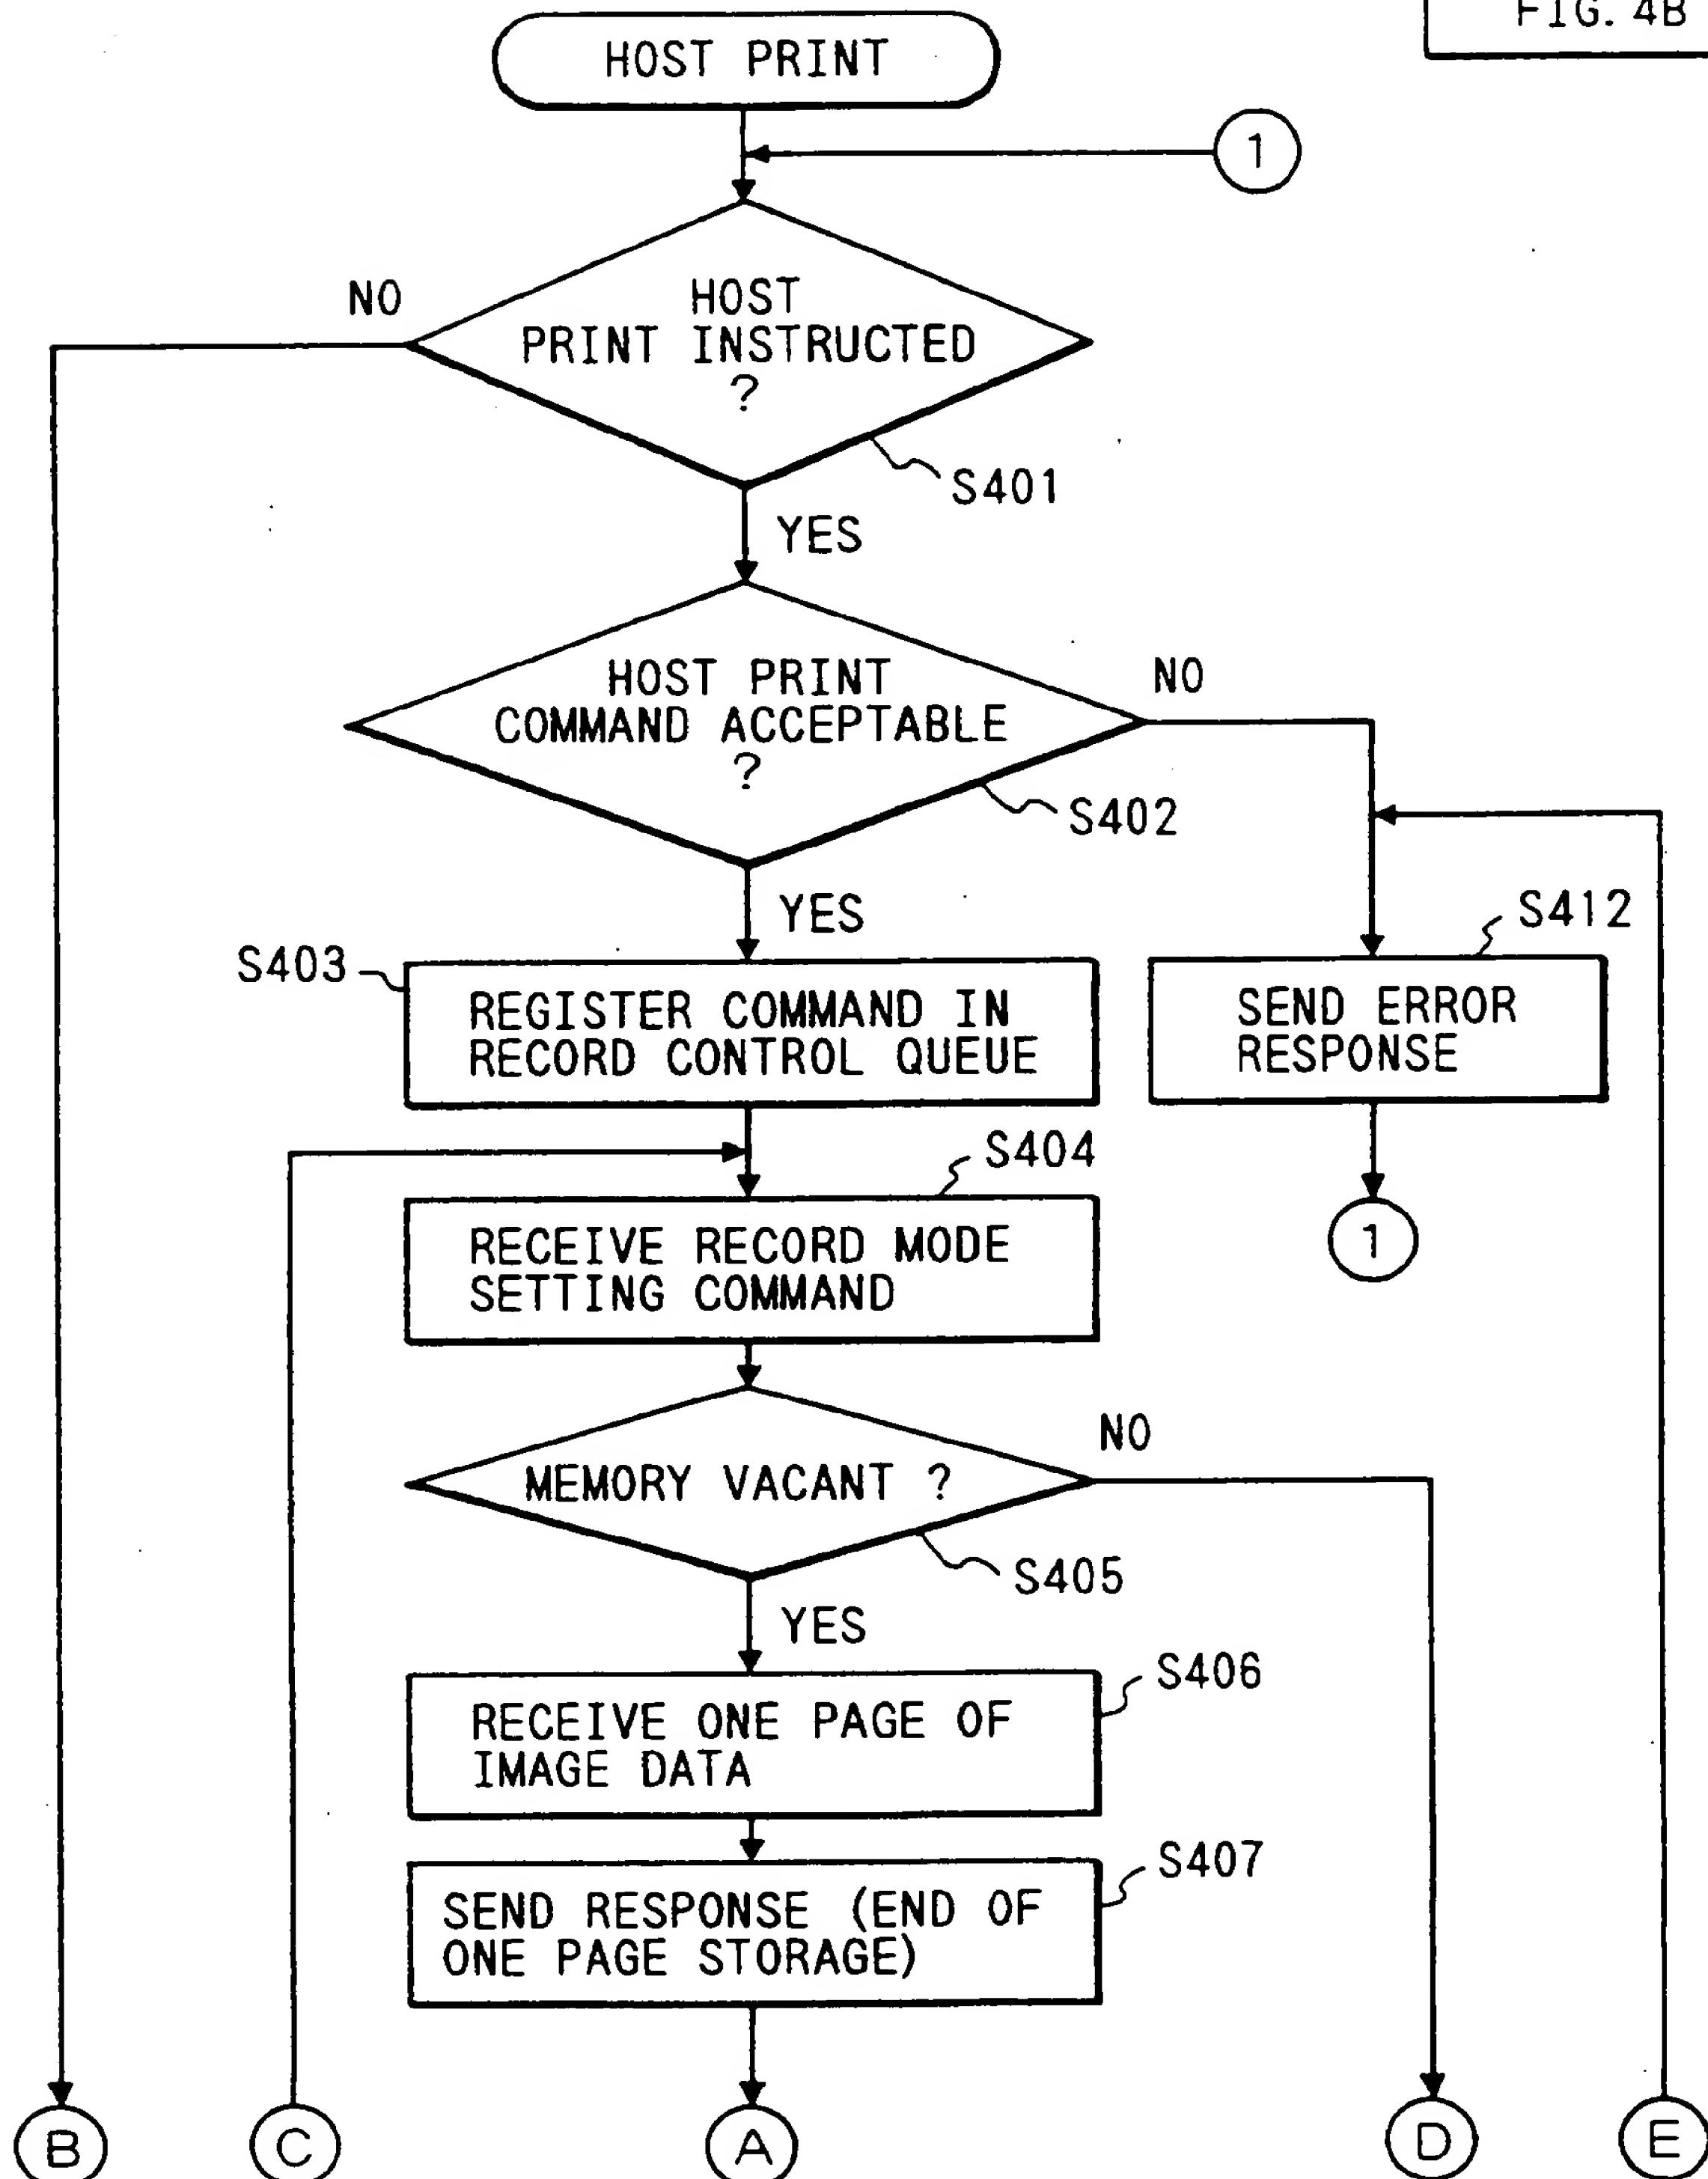 FIG. 4B
HOST PRINT
1
NO
HOST
PRINT INSTRUCTED
?
S401
YES
HOST PRINT
COMMAND ACCEPTABLE
?
NO
S402
YES
S412
S403
REGISTER COMMAND IN
RECORD CONTROL QUEUE
SEND ERROR
RESPONSE
S404
1
RECEIVE RECORD MODE
SETTING COMMAND
NO
MEMORY VACANT ?
S405
YES
S406
RECEIVE ONE PAGE OF
IMAGE DATA
S407
SEND RESPONSE (END OF
ONE PAGE STORAGE)
B
C
A
D
E